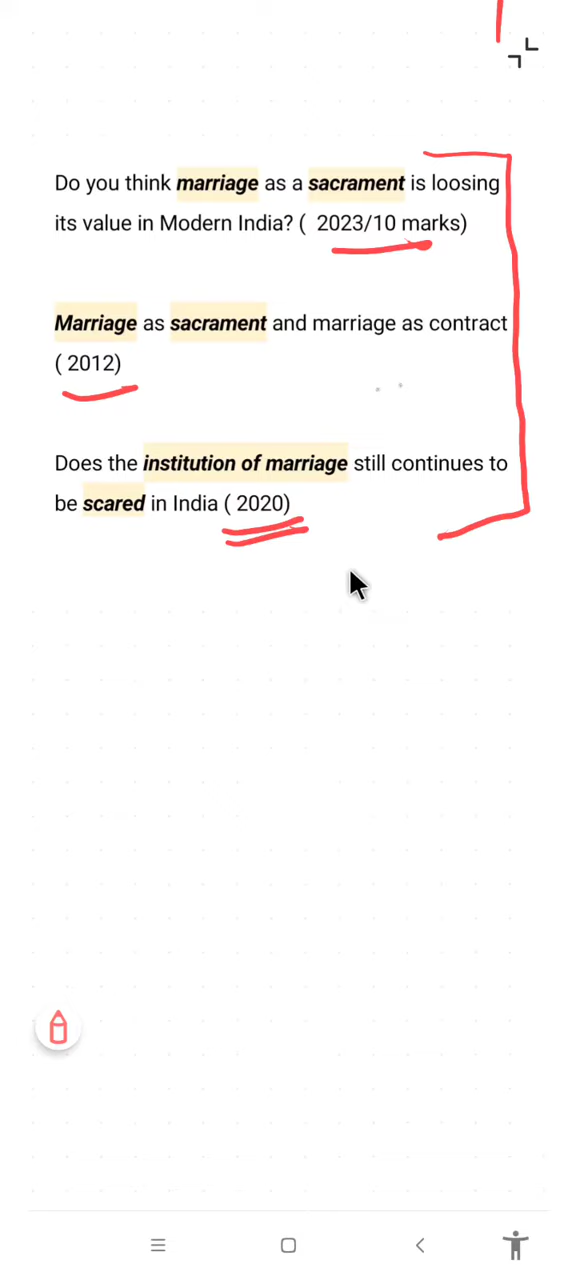 Do you think marriage as a sacrament is loosing
its value in Modern India? ( 2023/10 marks)
Marriage as sacrament and marriage as contract
( 2012)
Does the institution of marriage still continues to
be scared in India ( 2020)